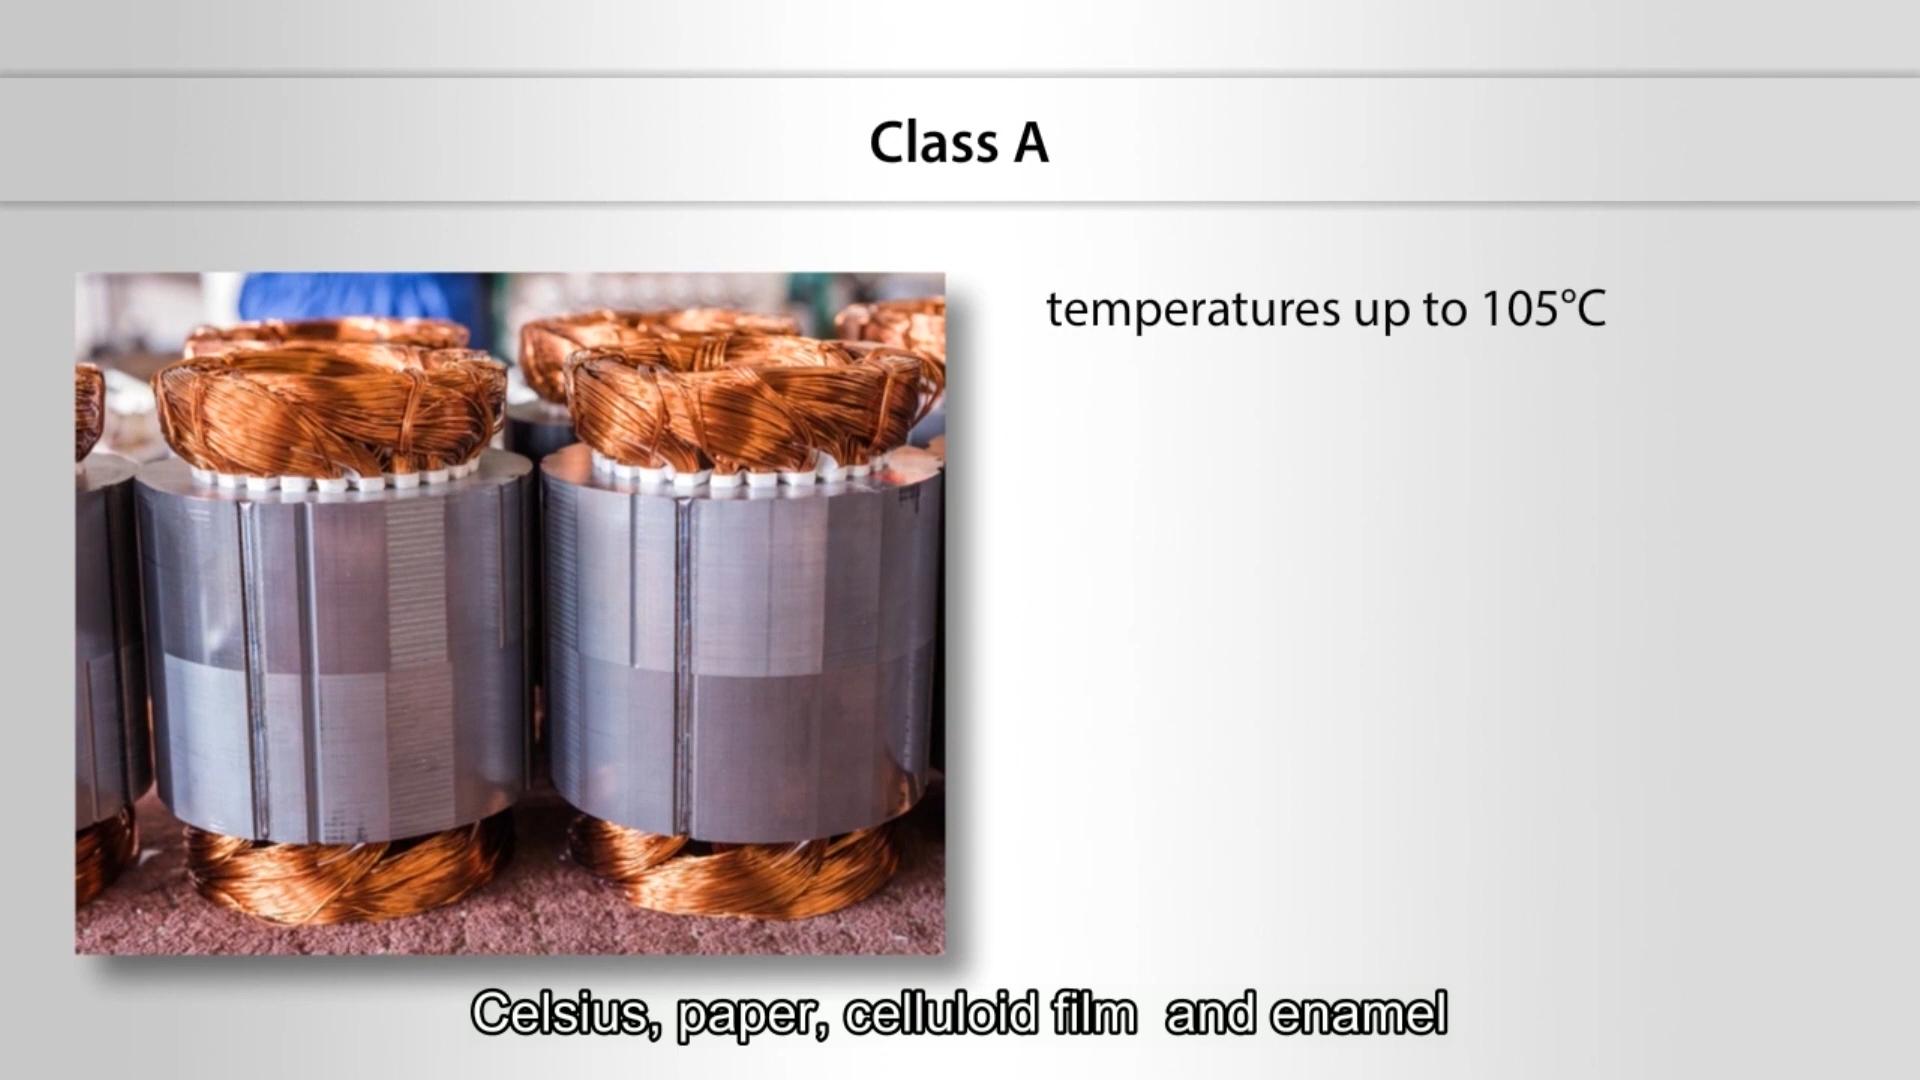 Class A
temperatures up to 105°C
Celsius, paper, celluloid film  and enamel